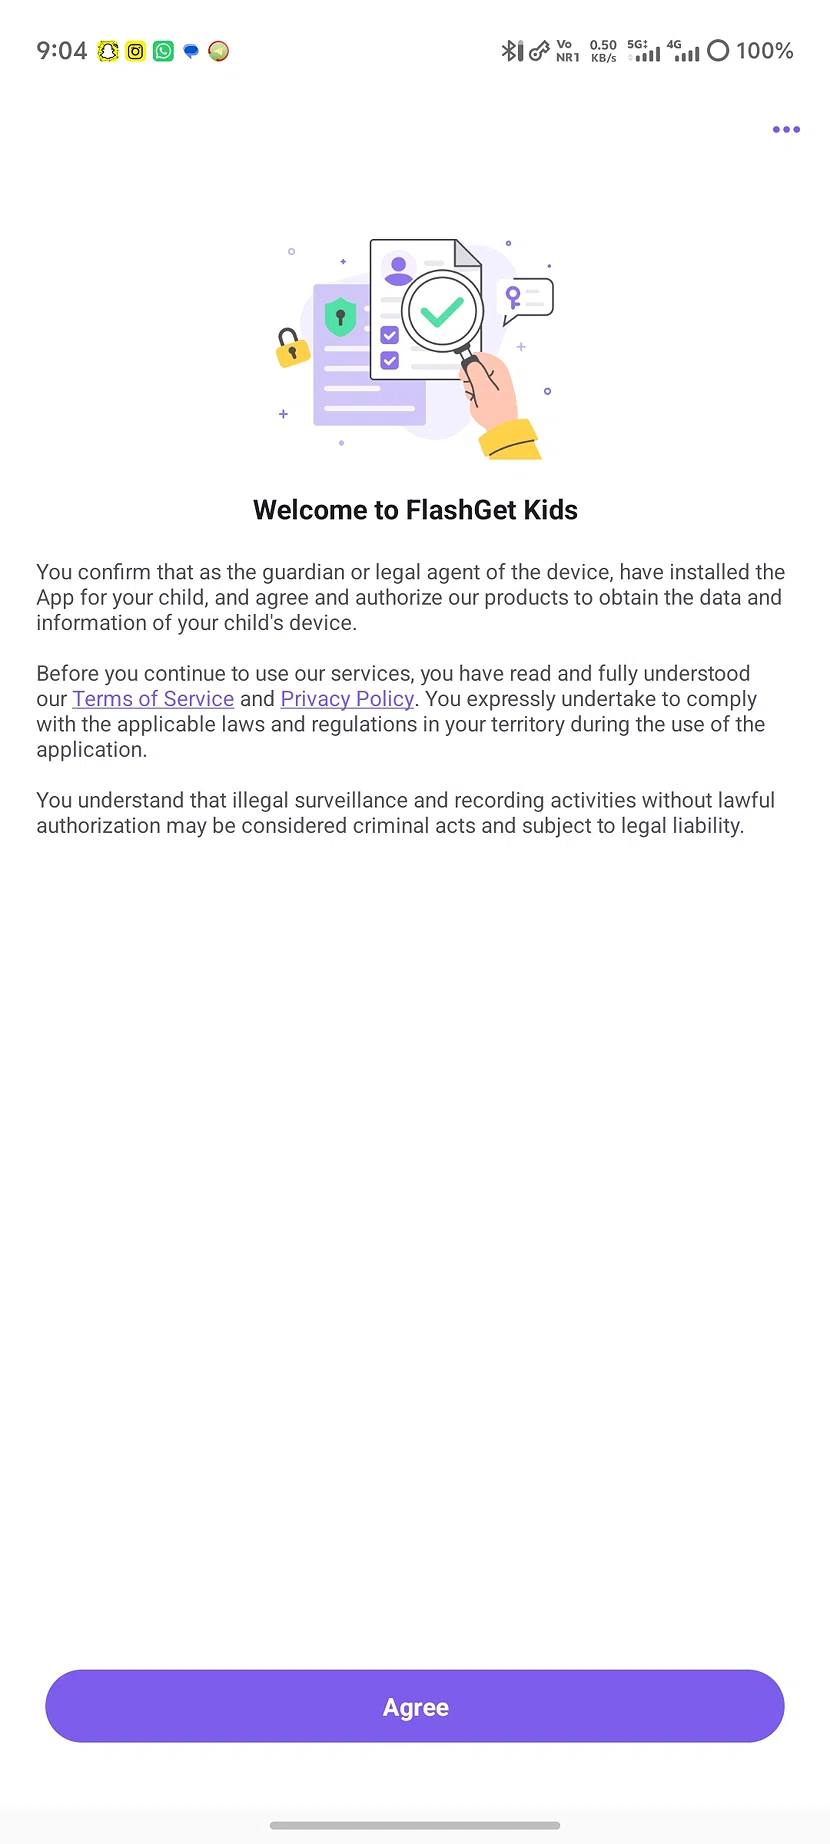 9:04 Vo NR1 0.50 KB/s 5G 4G 100%
Welcome to FlashGet Kids
You confirm that as the guardian or legal agent of the device, have installed the
App for your child, and agree and authorize our products to obtain the data and
information of your child's device.
Before you continue to use our services, you have read and fully understood
our Terms of Service and Privacy Policy. You expressly undertake to comply
with the applicable laws and regulations in your territory during the use of the
application.
You understand that illegal surveillance and recording activities without lawful
authorization may be considered criminal acts and subject to legal liability.
Agree